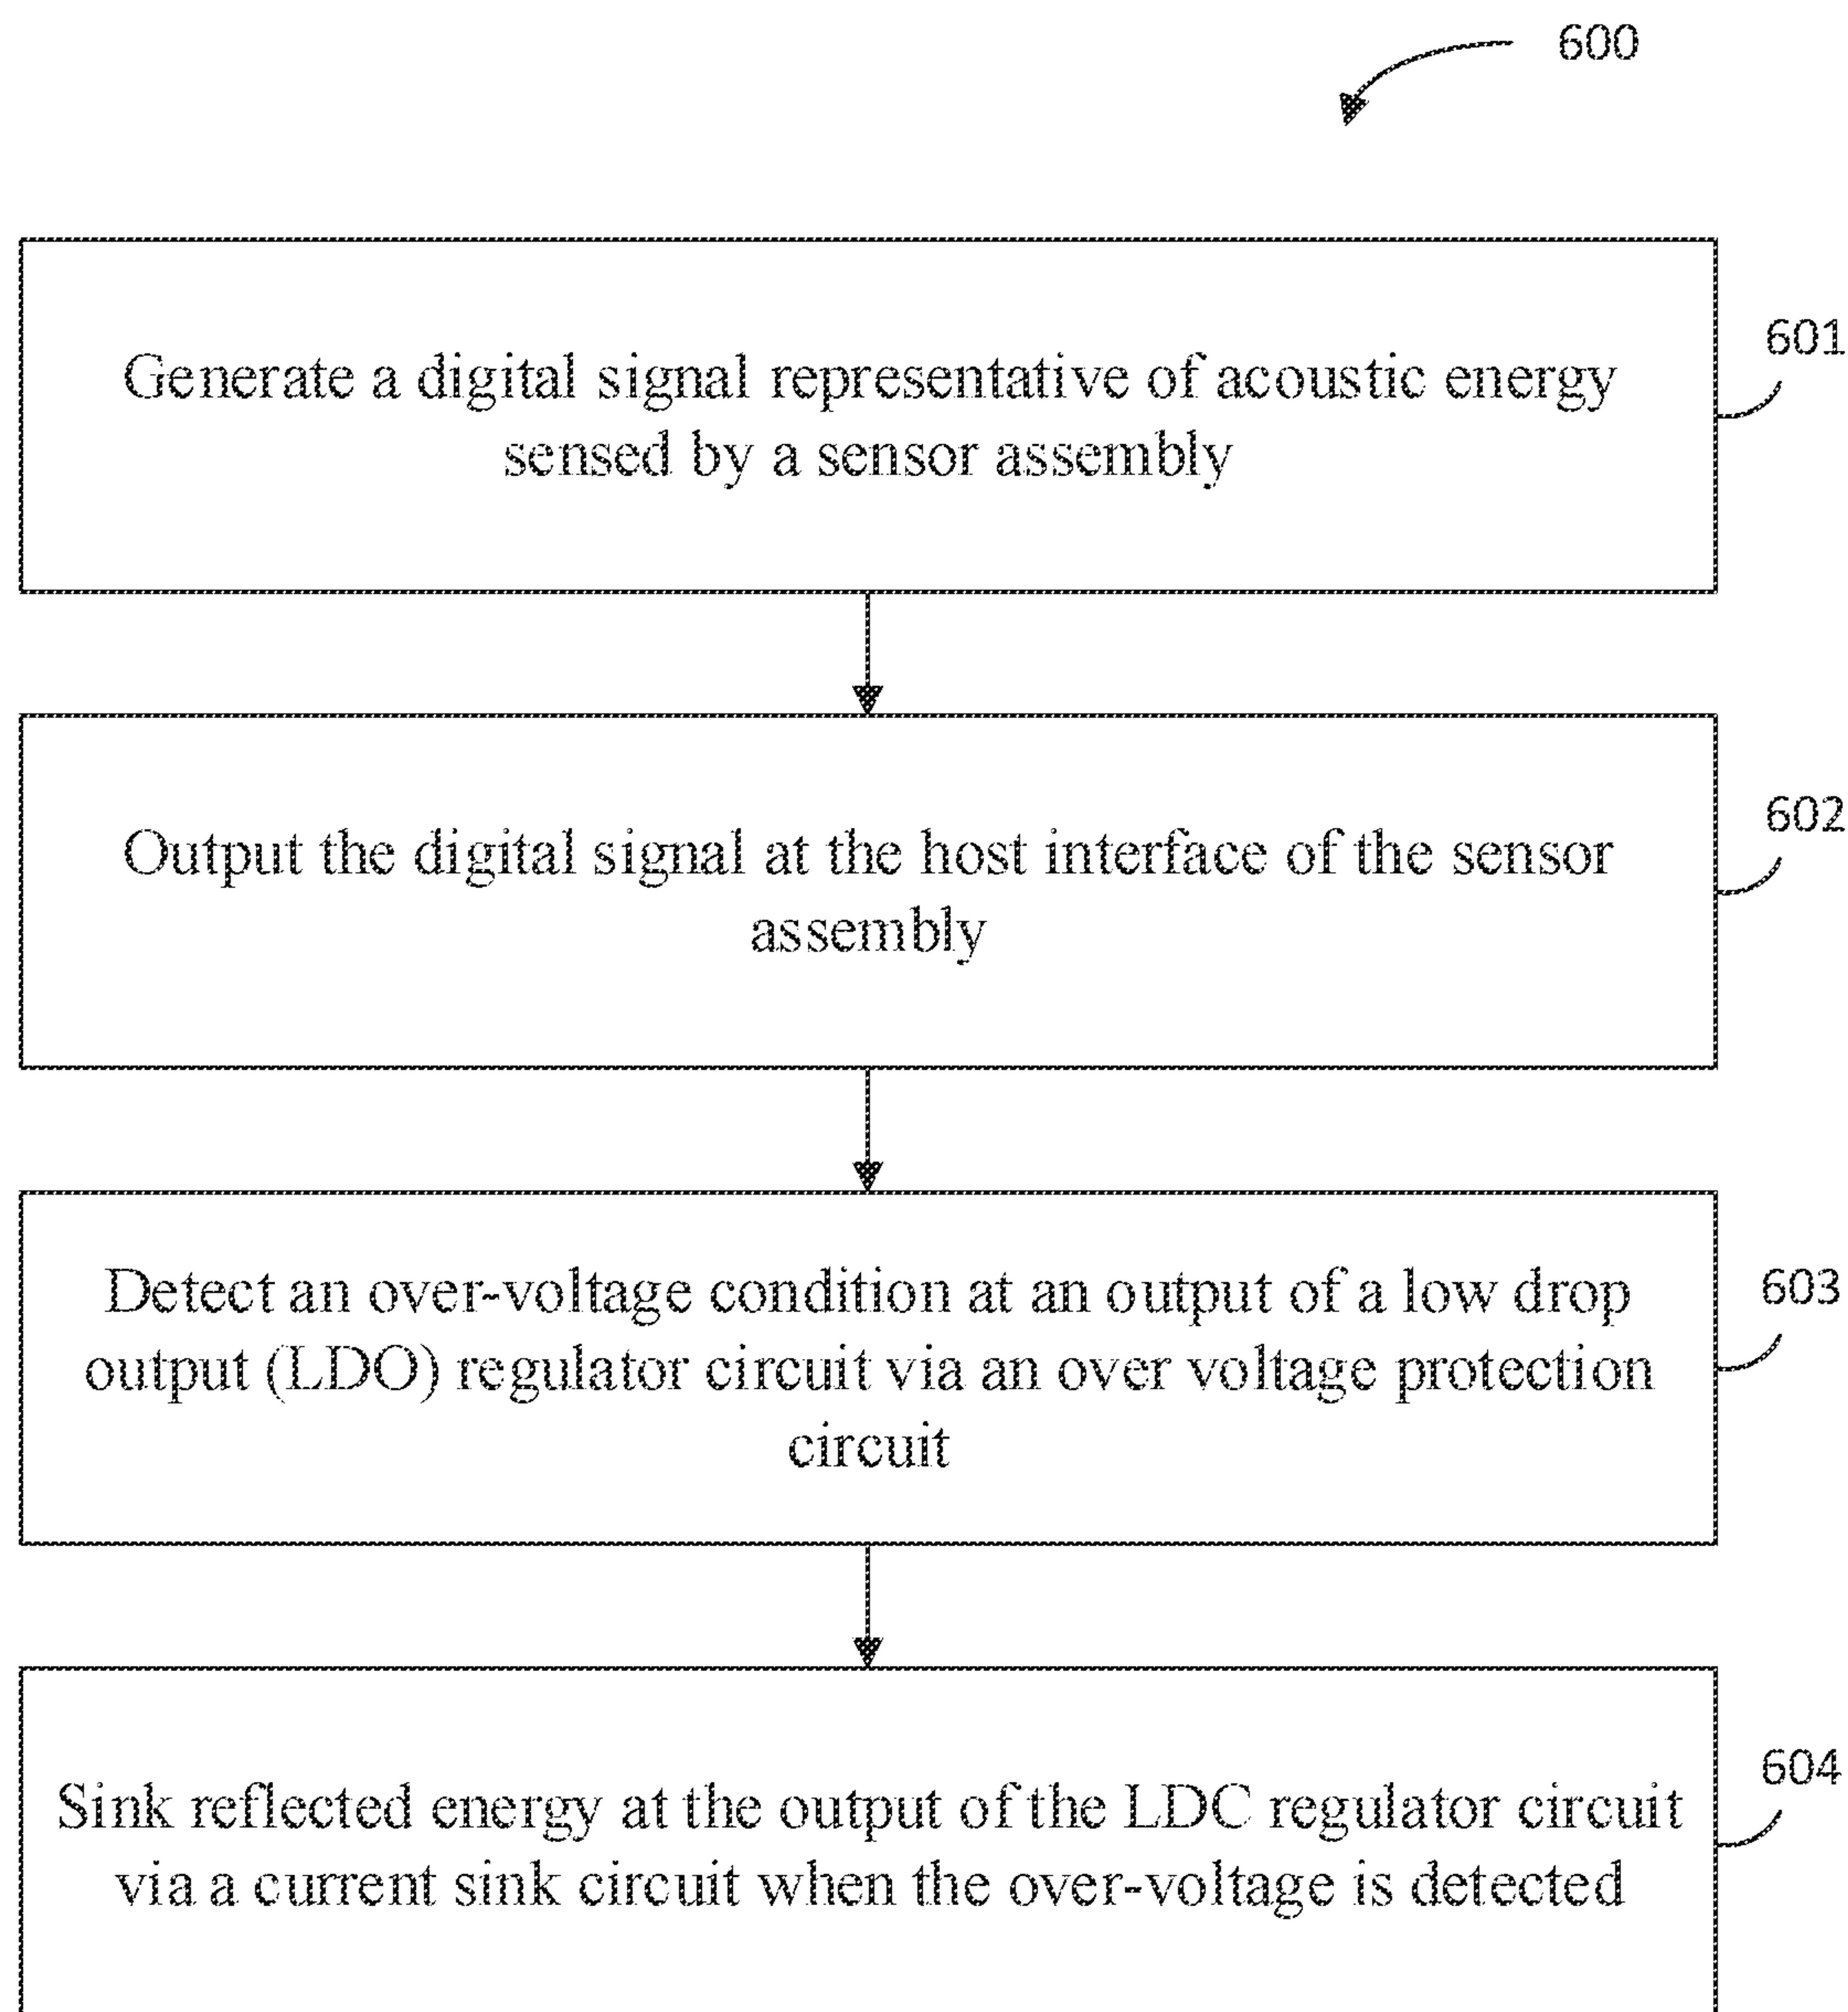 600
Generate a digital signal representative of acoustic energy
sensed by a sensor assembly
601
Output the digital signal at the host interface of the sensor
assembly
602
Detect an over-voltage condition at an output of a low drop
output (LDO) regulator circuit via an over voltage protection
circuit
603
Sink reflected energy at the output of the LDC regulator circuit
via a current sink circuit when the over-voltage is detected
604